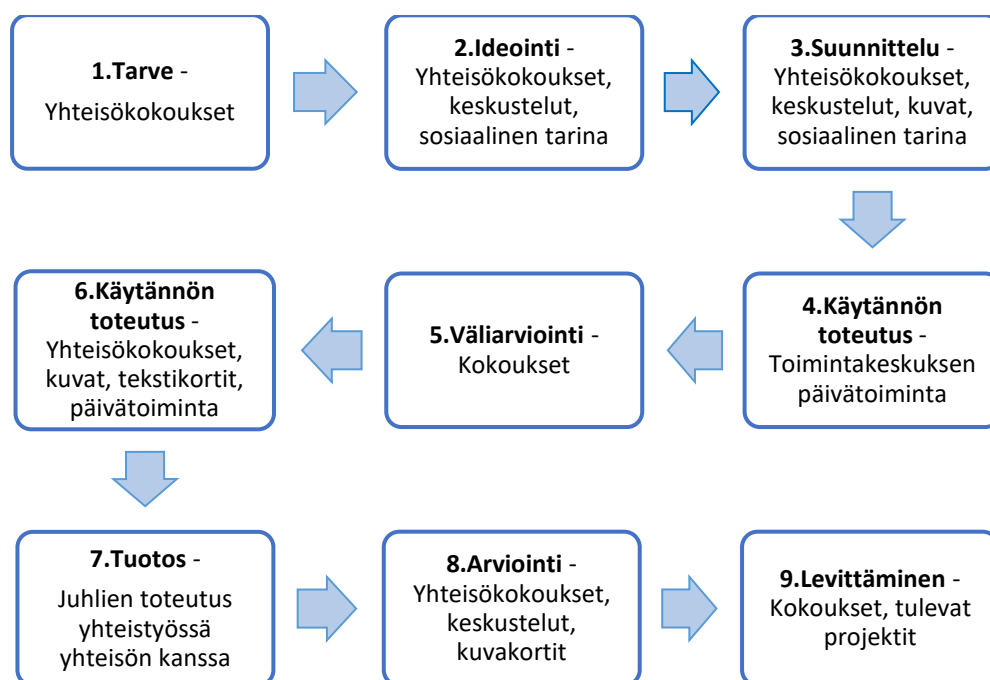 1.Tarve -
Yhteisökokoukset
2.Ideointi -
Yhteisökokoukset,
keskustelut,
sosiaalinen tarina
3.Suunnittelu -
Yhteisökokoukset,
keskustelut, kuvat,
sosiaalinen tarina
4.Käytännön
toteutus -
Toimintakeskuksen
päivätoiminta
5.Väliarviointi -
Kokoukset
6.Käytännön
toteutus -
Yhteisökokoukset,
kuvat, tekstikortit,
päivätoiminta
7.Tuotos -
Juhlien toteutus
yhteistyössä
yhteisön kanssa
8.Arviointi -
Yhteisökokoukset,
keskustelut,
kuvakortit
9.Levittäminen -
Kokoukset, tulevat
projektit